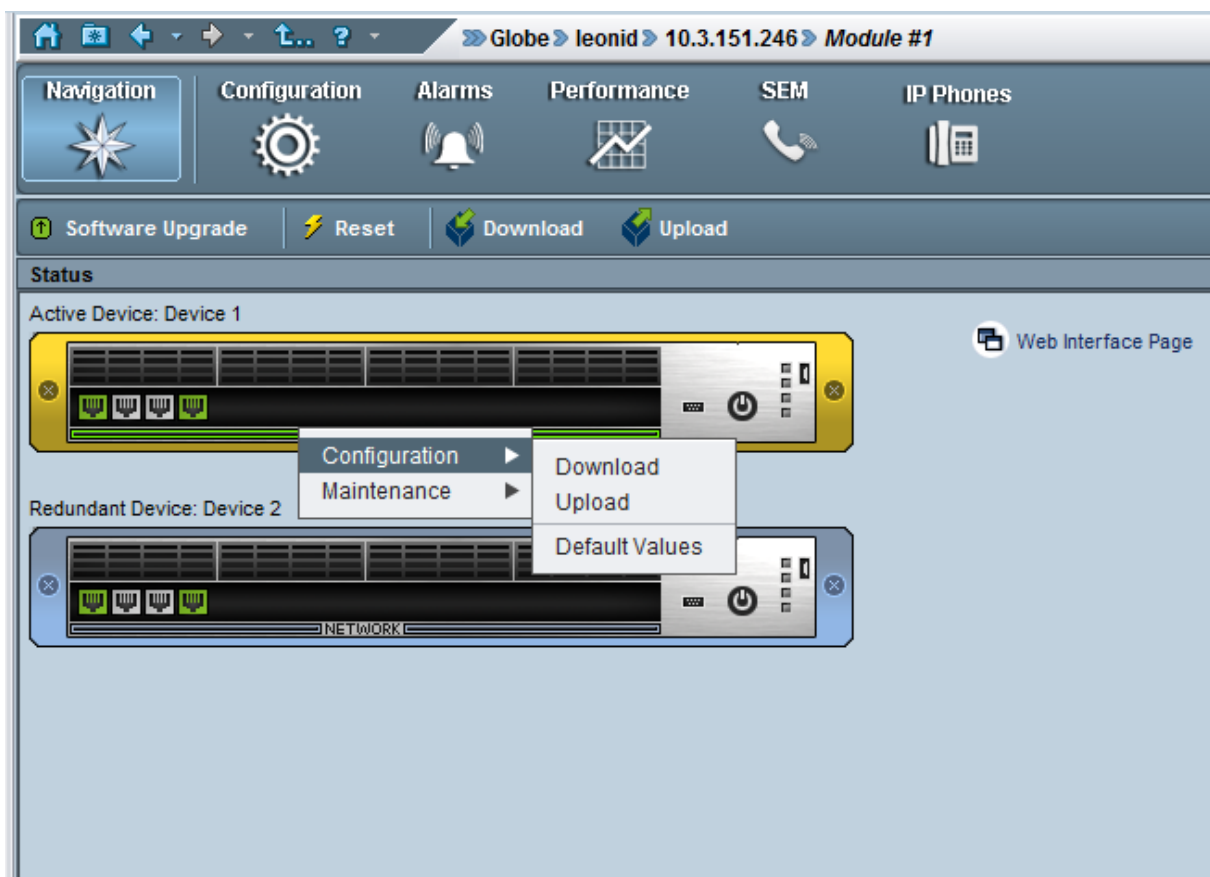 Globe leonid 10.3.151.246 Module #1
Navigation Configuration Alarms Performance SEM IP Phones
Software Upgrade Reset Download Upload
Status
Active Device: Device 1
Web Interface Page
Configuration
Maintenance
Download
Upload
Default Values
Redundant Device: Device 2
NETWORK